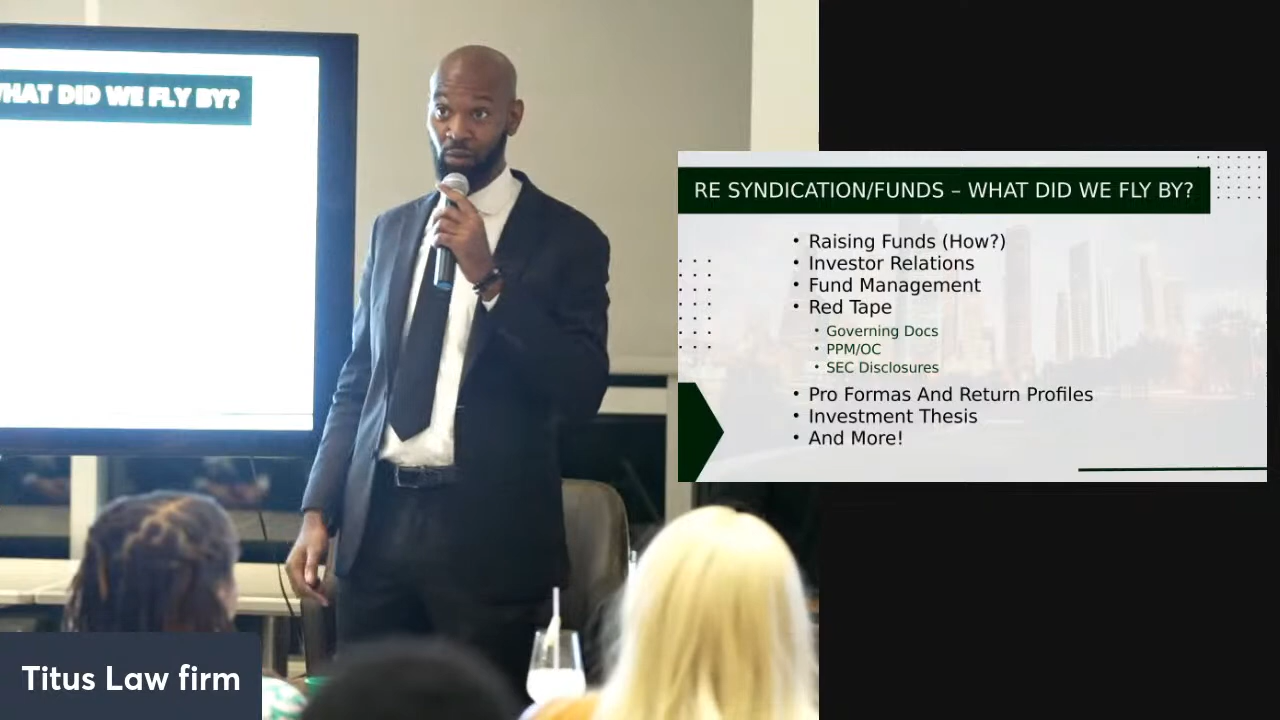 WHAT DID WE FLY BY?
RE SYNDICATION/FUNDS – WHAT DID WE FLY BY?
• Raising Funds (How?)
• Investor Relations
• Fund Management
• Red Tape
• Governing Docs
• PPM/OC
• SEC Disclosures
• Pro Formas And Return Profiles
• Investment Thesis
• And More!
Titus Law firm